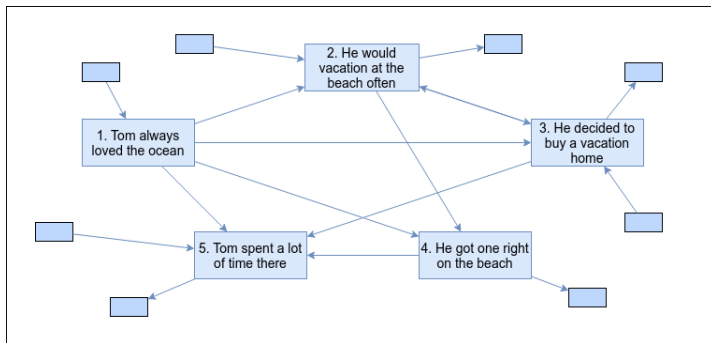 2. He would
vacation at the
beach often
1. Tom always
loved the ocean
3. He decided to
buy a vacation
home
5. Tom spent a lot
of time there
4. He got one right
on the beach